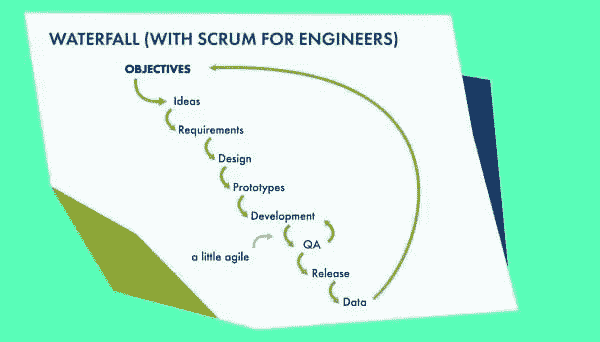 WATERFALL (WITH SCRUM FOR ENGINEERS)
OBJECTIVES
Ideas
Requirements
Design
Prototypes
Development
a little agile
QA
Release
Data